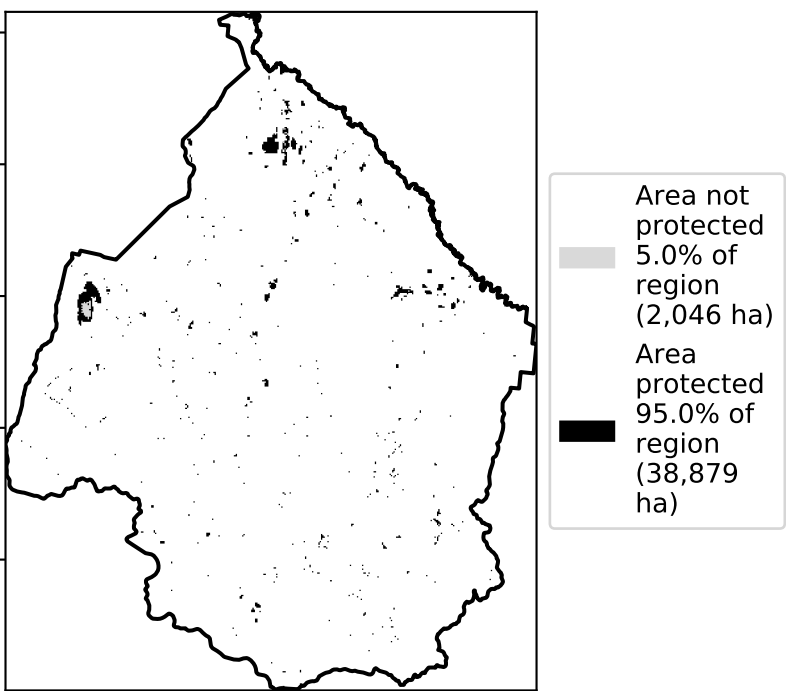 Area not
protected
5.0% of
region
(2,046 ha)
Area
protected
95.0% of
region
(38,879
ha)